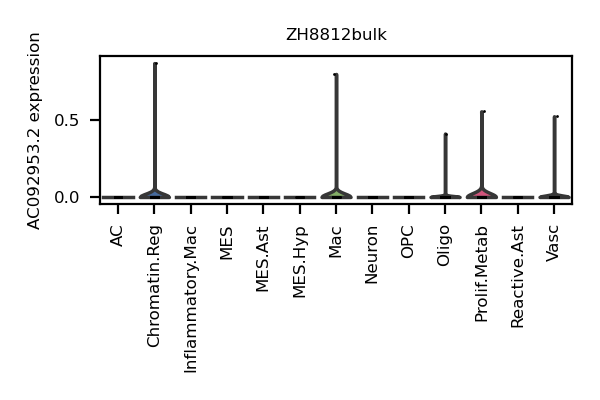 ZH8812bulk
AC092953.2 expression
0.5
0.0
AC
Chromatin.Reg
Inflammatory.Mac
MES
MES.Ast
MES.Hyp
Mac
Neuron
OPC
Oligo
Prolif.Metab
Reactive.Ast
Vasc